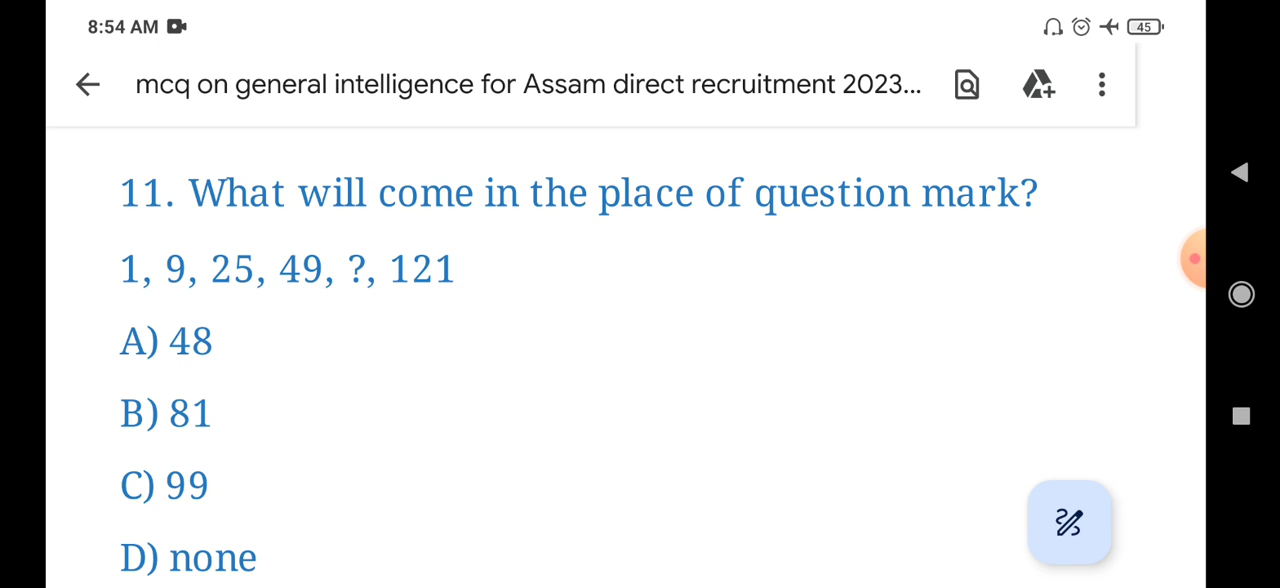 8:54 AM
45
mcq on general intelligence for Assam direct recruitment 2023...
11. What will come in the place of question mark?
1, 9, 25, 49, ?, 121
A) 48
B) 81
C) 99
D) none